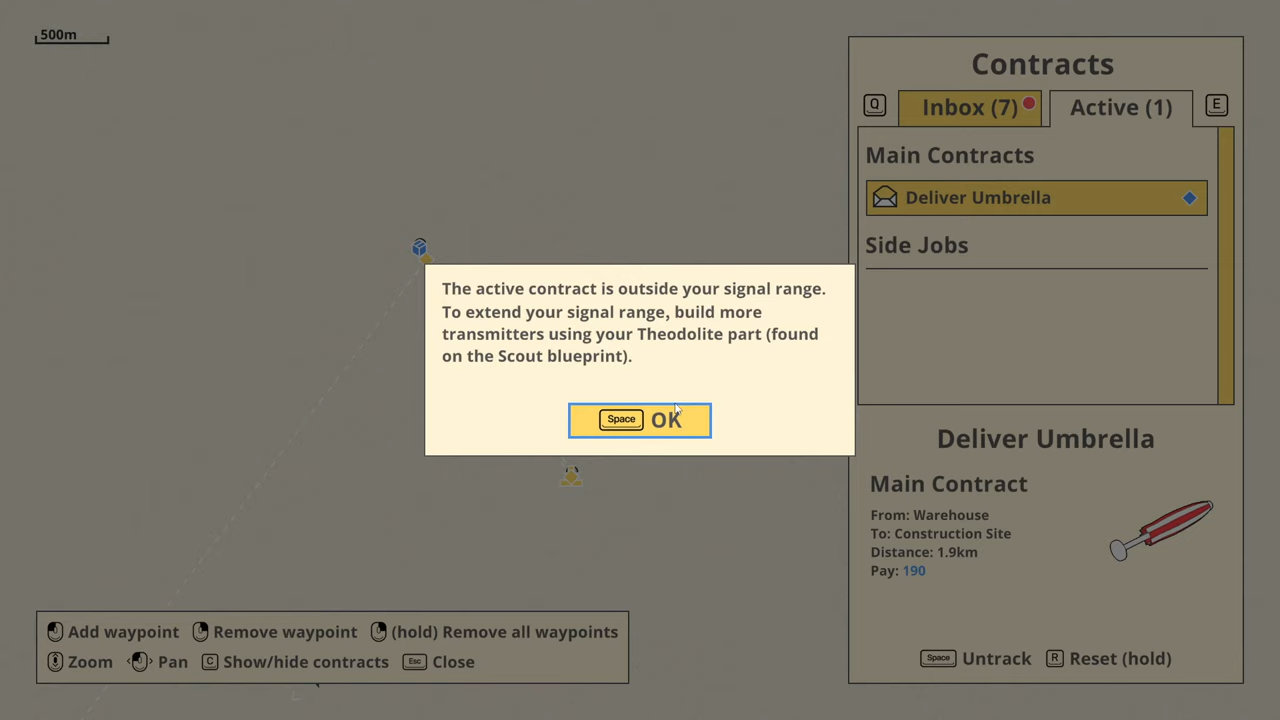 500m
Contracts
Q
Inbox (7)
Active (1)
E
Main Contracts
Deliver Umbrella
Side Jobs
The active contract is outside your signal range.
To extend your signal range, build more
transmitters using your Theodolite part (found
on the Scout blueprint).
Space OK
Deliver Umbrella
Main Contract
From: Warehouse
To: Construction Site
Distance: 1.9km
Pay: 190
Space Untrack R Reset (hold)
Add waypoint Remove waypoint (hold) Remove all waypoints
Zoom Pan C Show/hide contracts Esc Close